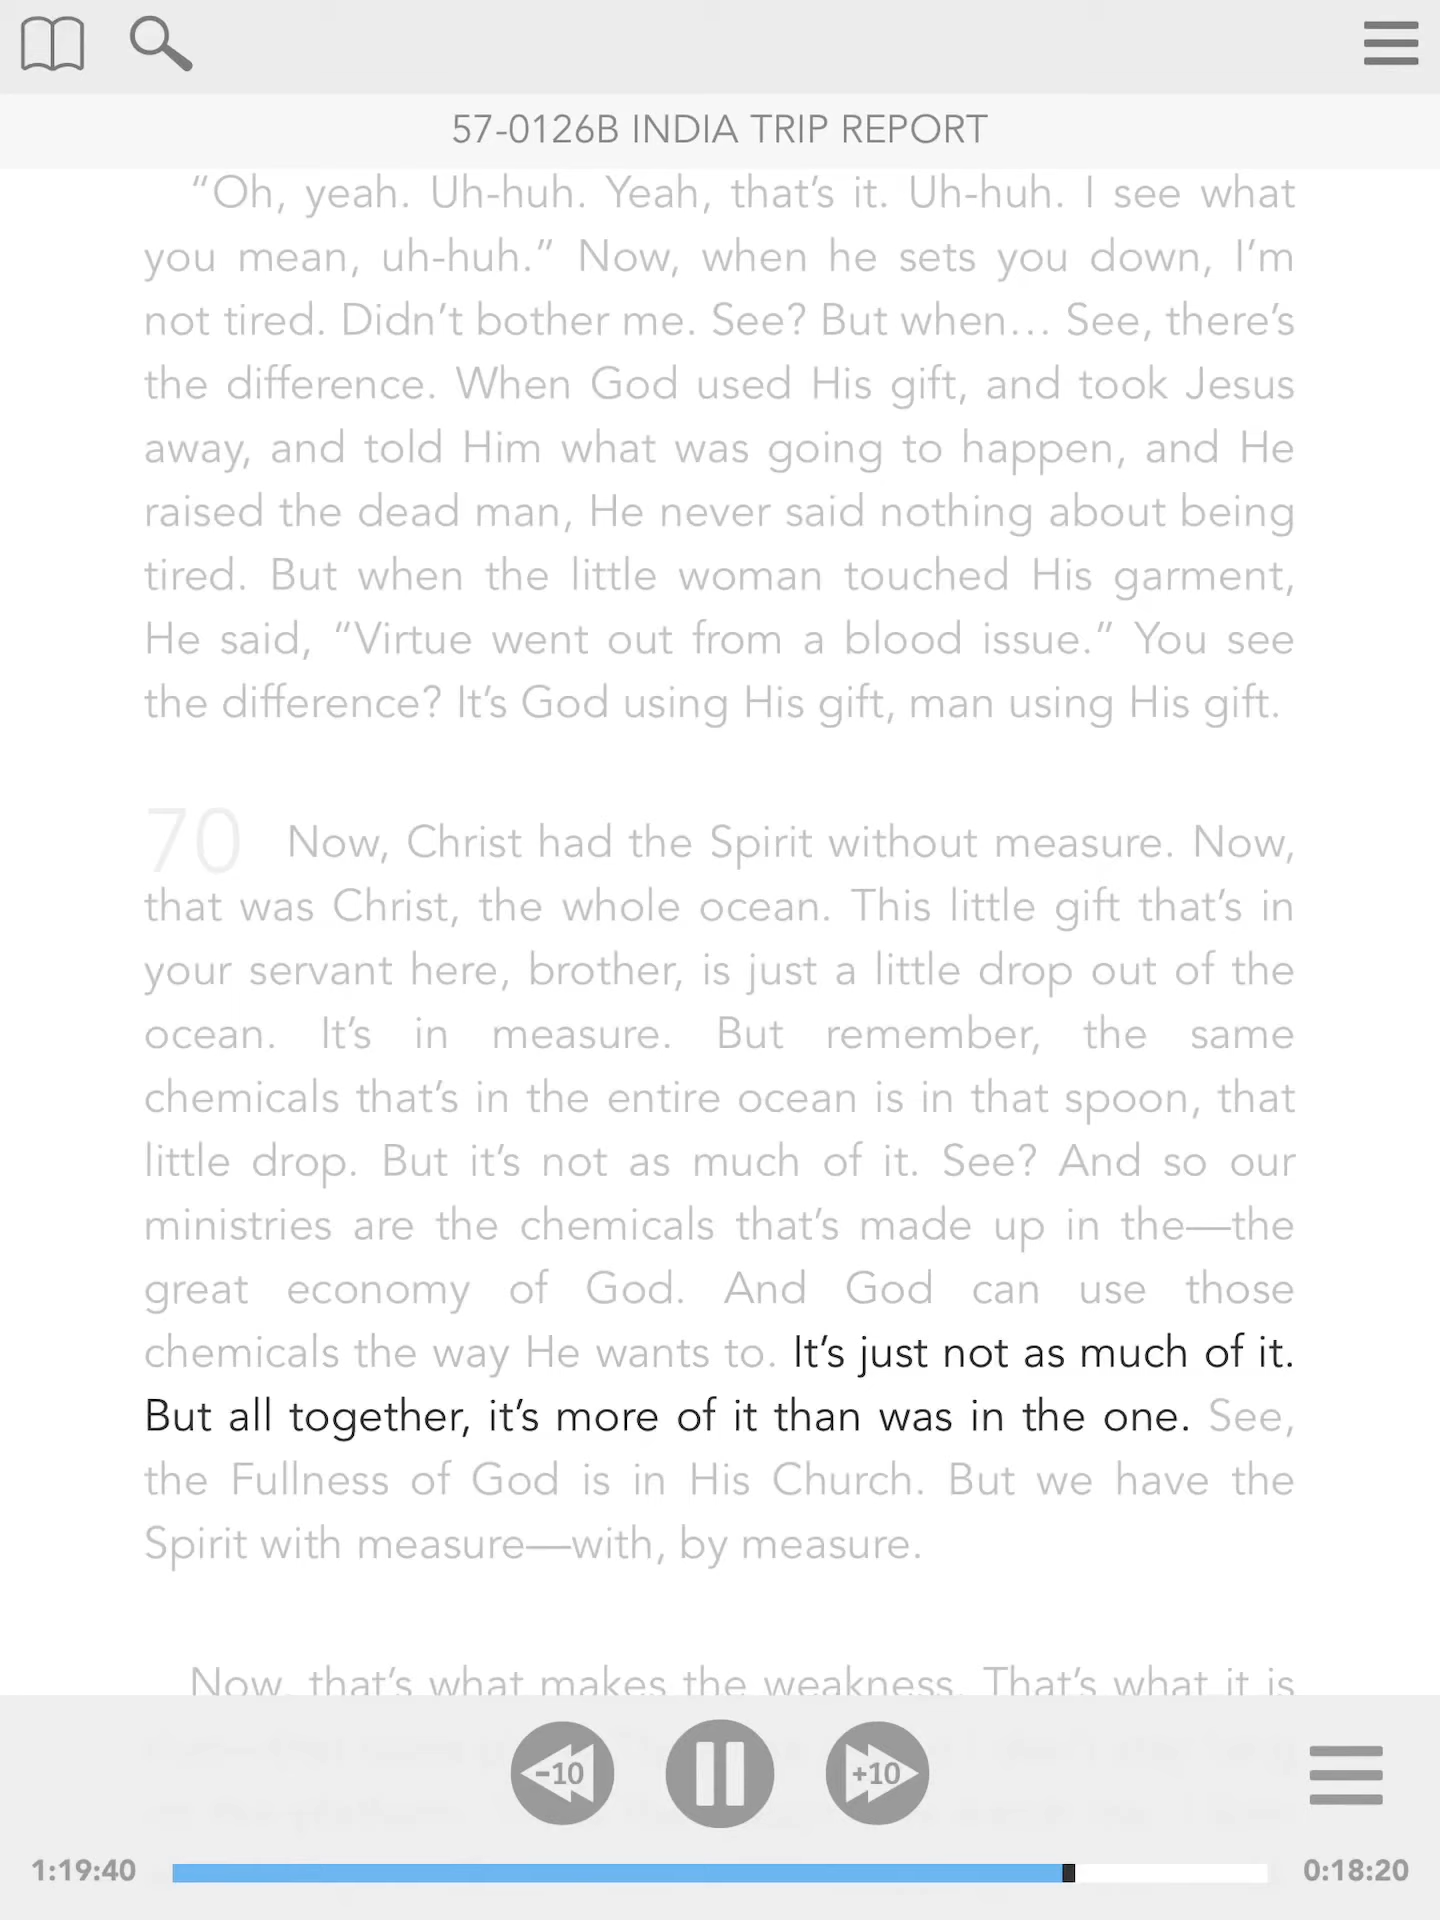 57-0126B INDIA TRIP REPORT
“Oh, yeah. Uh-huh. Yeah, that’s it. Uh-huh. I see what
you mean, uh-huh.” Now, when he sets you down, I’m
not tired. Didn’t bother me. See? But when… See, there’s
the difference. When God used His gift, and took Jesus
away, and told Him what was going to happen, and He
raised the dead man, He never said nothing about being
tired. But when the little woman touched His garment,
He said, “Virtue went out from a blood issue.” You see
the difference? It’s God using His gift, man using His gift.
70 Now, Christ had the Spirit without measure. Now,
that was Christ, the whole ocean. This little gift that’s in
your servant here, brother, is just a little drop out of the
ocean. It’s in measure. But remember, the same
chemicals that’s in the entire ocean is in that spoon, that
little drop. But it’s not as much of it. See? And so our
ministries are the chemicals that’s made up in the—the
great economy of God. And God can use those
chemicals the way He wants to. It’s just not as much of it.
But all together, it’s more of it than was in the one. See,
the Fullness of God is in His Church. But we have the
Spirit with measure—with, by measure.
Now, that’s what makes the weakness. That’s what it is
-10 +10
1:19:40 0:18:20